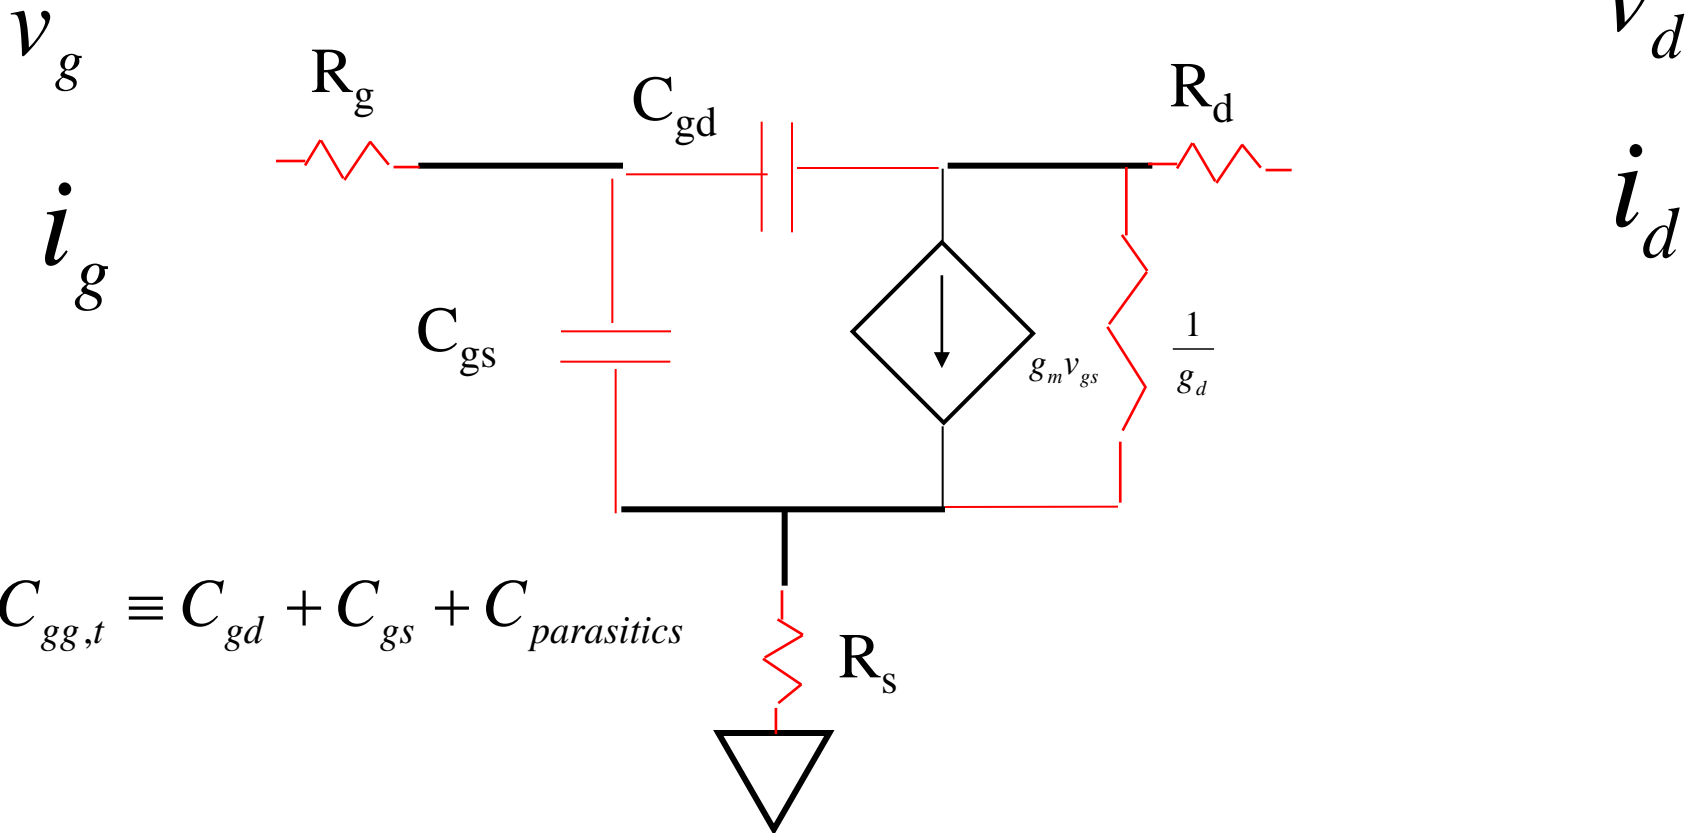 v_g
v_d
R_g
C_gd
R_d
i_g
i_d
C_gs
g_m v_gs
1/g_d
C_gg,t ≡ C_gd + C_gs + C_parasitics
R_s